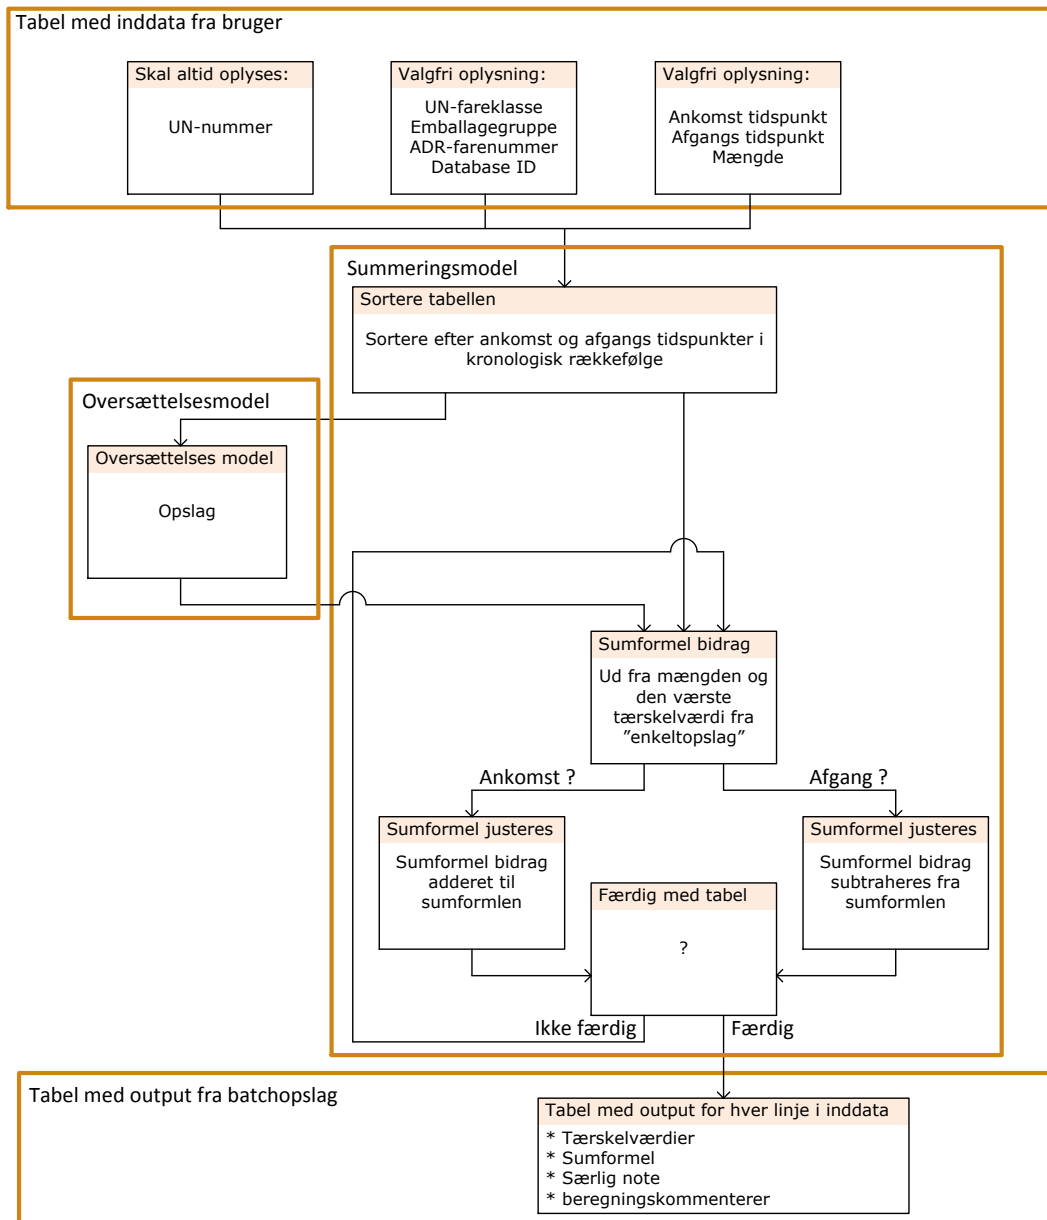 Tabel med inddata fra bruger
Skal altid oplyses:
UN-nummer
Valgfri oplysning:
UN-fareklasse
Emballagegruppe
ADR-farenummer
Database ID
Valgfri oplysning:
Ankomst tidspunkt
Afgangs tidspunkt
Mængde
Summeringsmodel
Sortere tabellen
Sortere efter ankomst og afgangs tidspunkter i
kronologisk rækkefølge
Oversættelsesmodel
Oversættelses model
Opslag
Sumformel bidrag
Ud fra mængden og
den værste
tærskelværdi fra
”enkeltopslag”
Ankomst ?
Afgang ?
Sumformel justeres
Sumformel bidrag
adderet til
sumformlen
Sumformel justeres
Sumformel bidrag
subtraheres fra
sumformlen
Færdig med tabel
?
Ikke færdig
Færdig
Tabel med output fra batchopslag
Tabel med output for hver linje i inddata
* Tærskelværdier
* Sumformel
* Særlig note
* beregningskommenterer